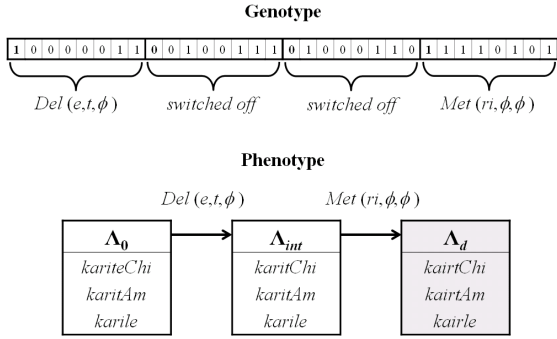 Genotype
1 0 0 0 0 0 1 1 0 0 1 0 1 1 1 1 0 1 0 0 0 1 1 0 1 1 1 1 0 1 0 1
Del (e,t,ϕ) switched off switched off Met (ri,ϕ,ϕ)
Phenotype
Del (e,t,ϕ) Met (ri,ϕ,ϕ)
Λ0 Λint Λd
kariteChi karitChi kairtChi
karitAm karitAm kairtAm
karile karile kairle